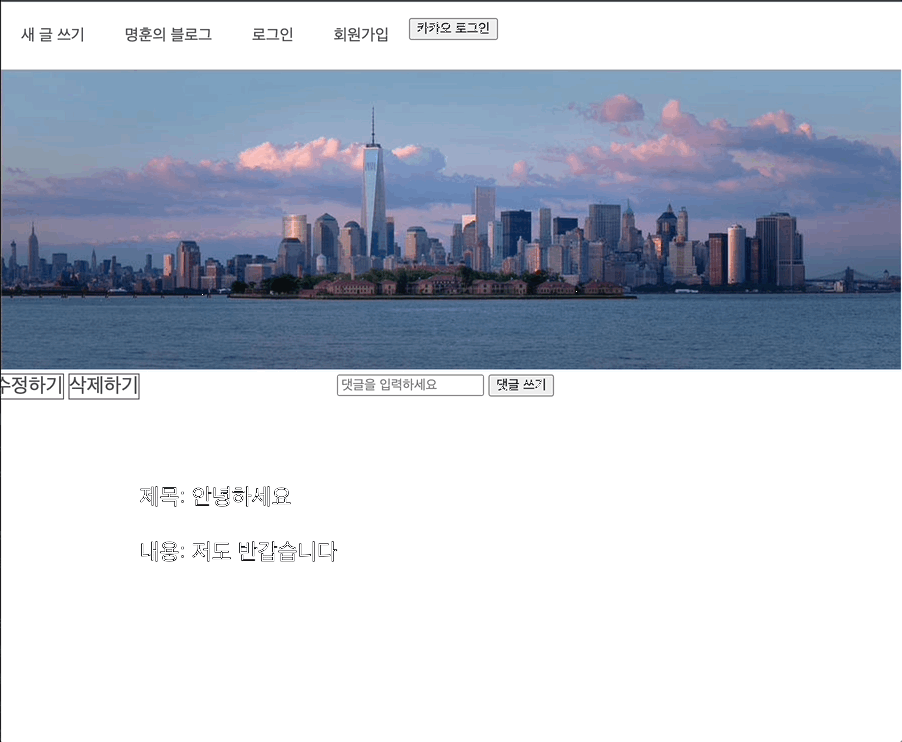 새 글 쓰기 명훈의 블로그 로그인 회원가입 카카오 로그인
수정하기 삭제하기 댓글을 입력하세요 댓글 쓰기
제목: 안녕하세요
내용: 저도 반갑습니다